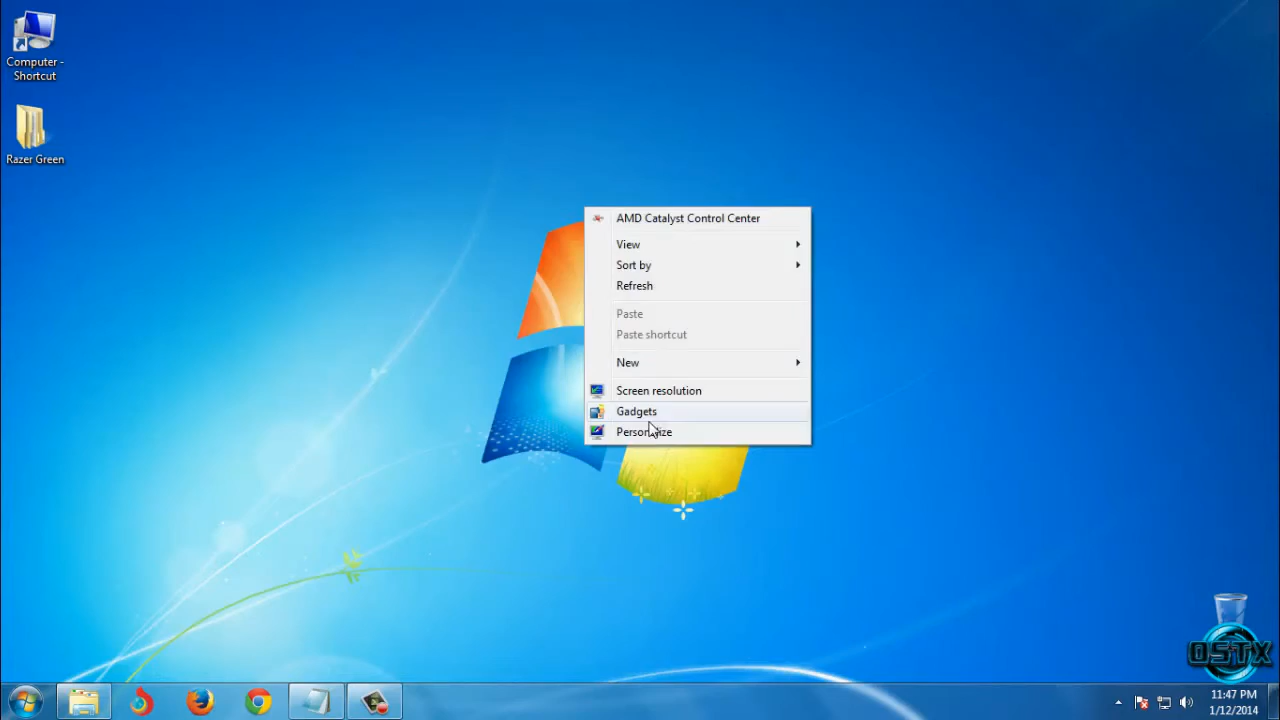 Computer -
Shortcut
Razer Green
AMD Catalyst Control Center
View
Sort by
Refresh
Paste
Paste shortcut
New
Screen resolution
Gadgets
Personalize
OSTX
11:47 PM
1/12/2014